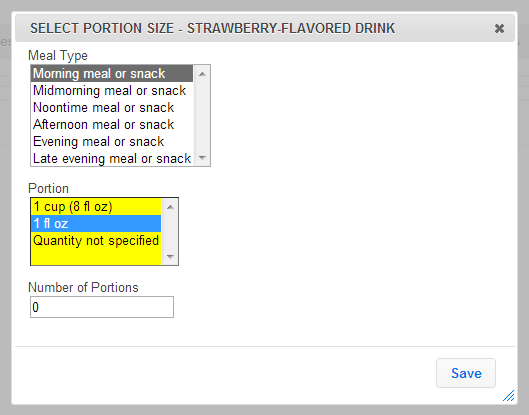 SELECT PORTION SIZE - STRAWBERRY-FLAVORED DRINK
Meal Type
Morning meal or snack
Midmorning meal or snack
Noontime meal or snack
Afternoon meal or snack
Evening meal or snack
Late evening meal or snack
Portion
1 cup (8 fl oz)
1 fl oz
Quantity not specified
Number of Portions
0
Save